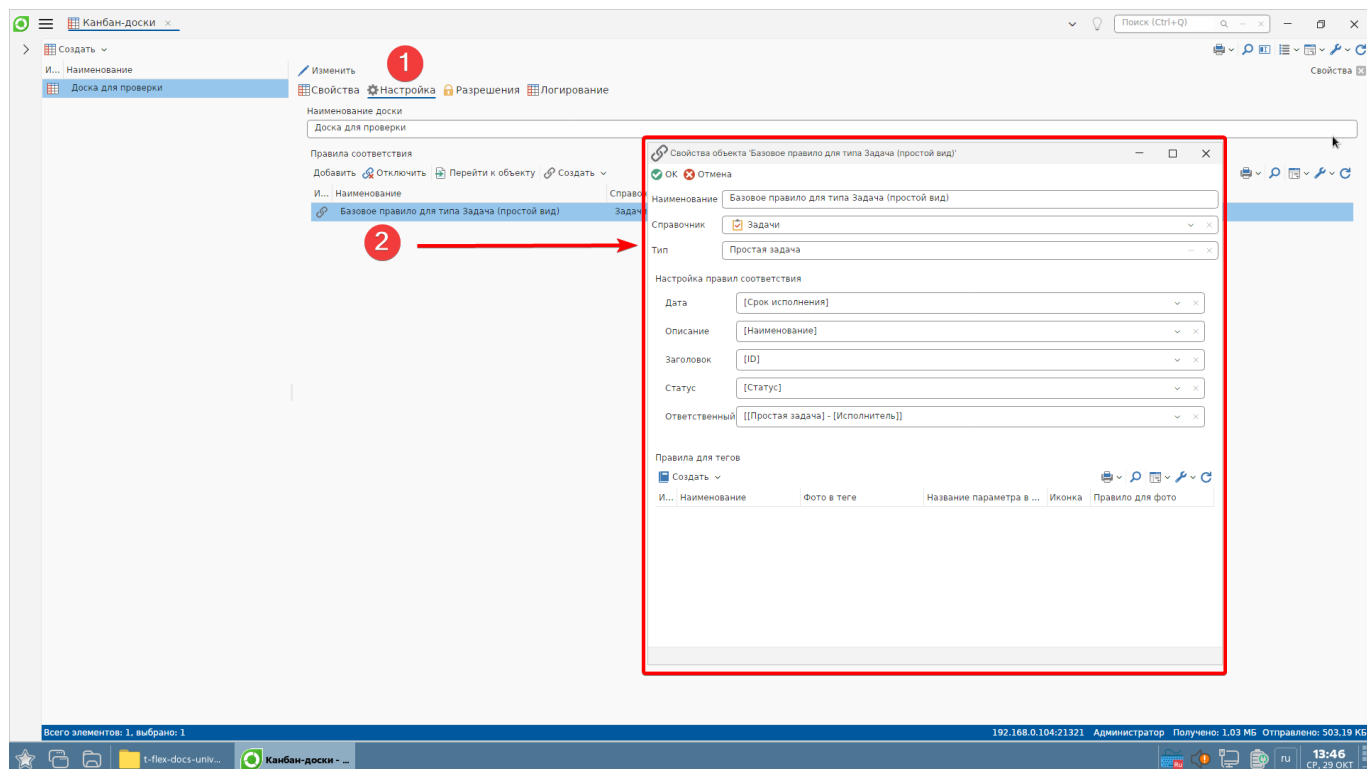 Канбан-доски
Поиск (Ctrl+Q)
Создать
И... Наименование
Доска для проверки
1
Изменить
Свойства
Свойства Настройка Разрешения Логирование
Наименование доски
Доска для проверки
Правила соответствия
Добавить Отключить Перейти к объекту Создать
И... Наименование Справо
Базовое правило для типа Задача (простой вид) Задач
2
Свойства объекта 'Базовое правило для типа Задача (простой вид)'
ОК Отмена
Наименование Базовое правило для типа Задача (простой вид)
Справочник Задачи
Тип Простая задача
Настройка правил соответствия
Дата [Срок исполнения]
Описание [Наименование]
Заголовок [ID]
Статус [Статус]
Ответственный [[Простая задача] - [Исполнитель]]
Правила для тегов
Создать
И... Наименование Фото в теге Название параметра в ... Иконка Правило для фото
Всего элементов: 1, выбрано: 1
192.168.0.104:21321 Администратор Получено: 1,03 МБ Отправлено: 503,19 КБ
t-flex-docs-univ...
Канбан-доски - ...
Ru
ru
13:46
СР, 29 ОКТ